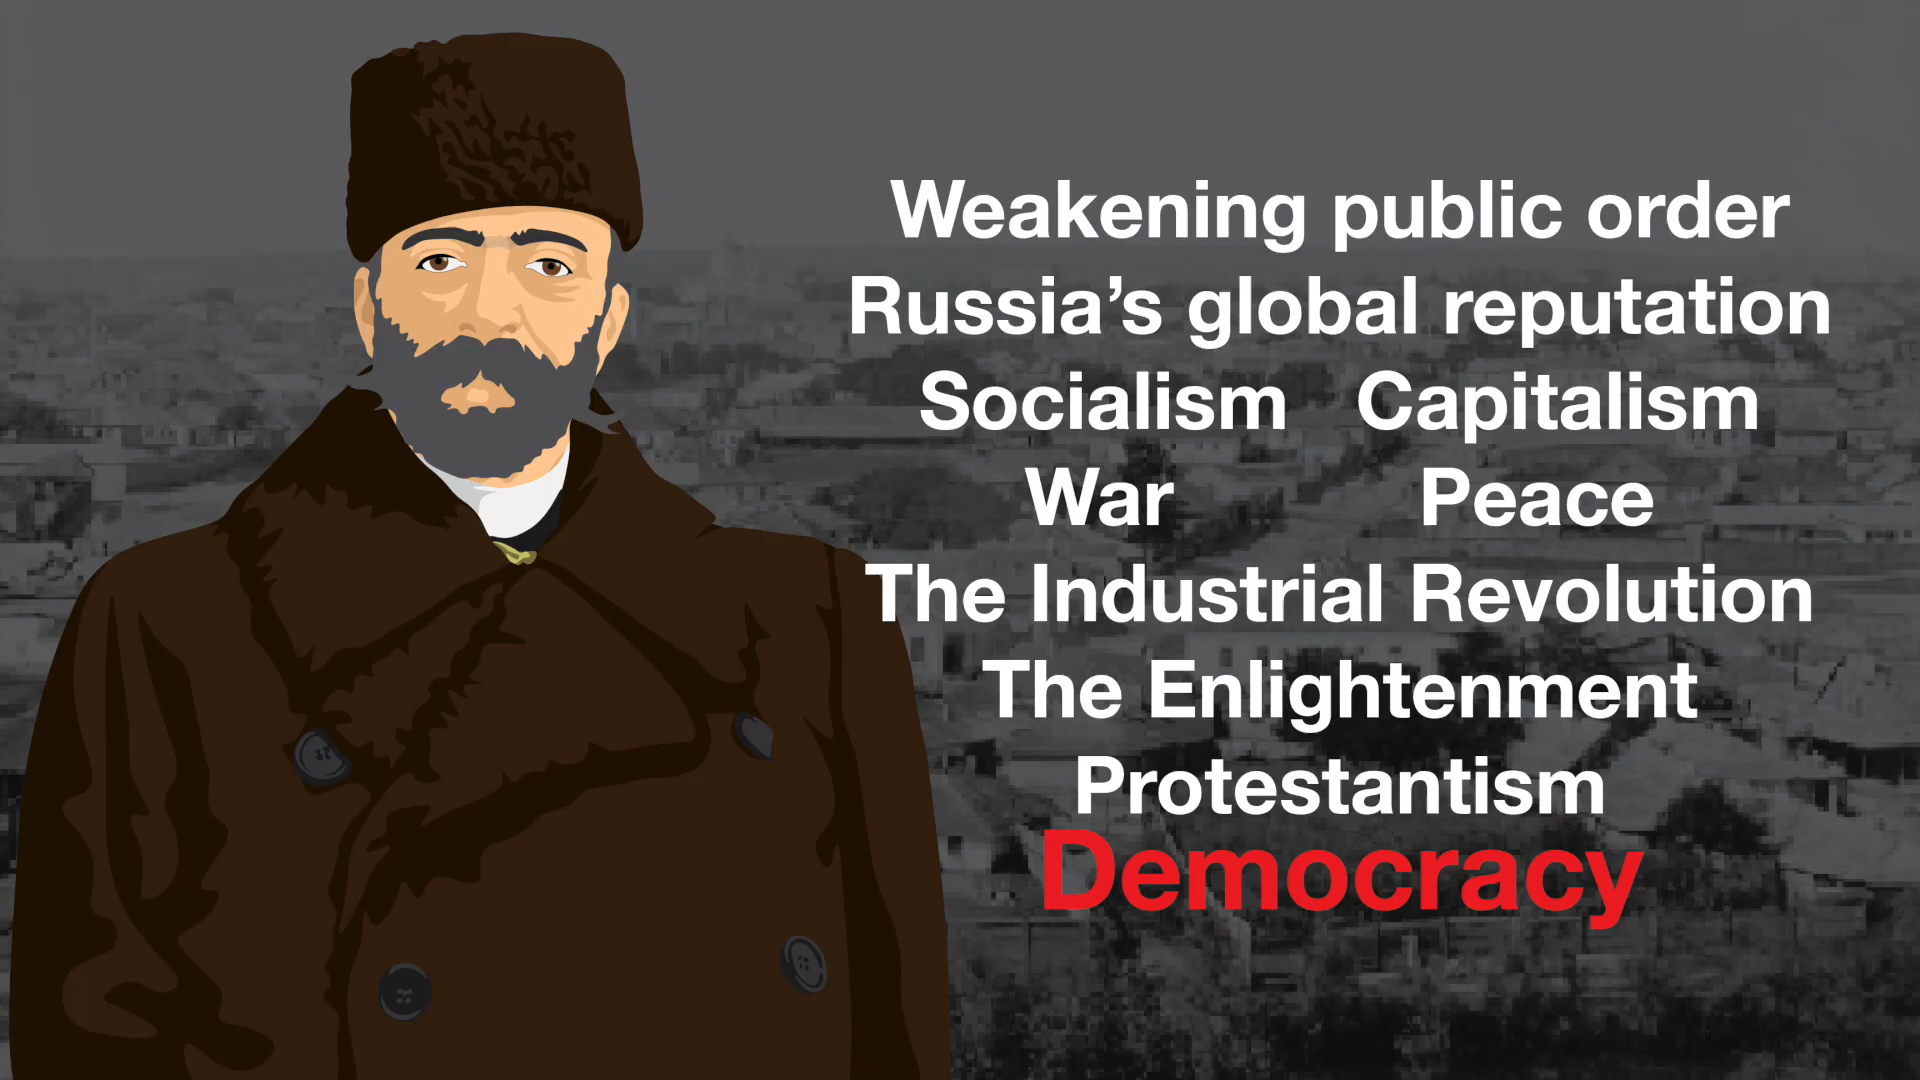 Weakening public order
Russia’s global reputation
Socialism Capitalism
War Peace
The Industrial Revolution
The Enlightenment
Protestantism
Democracy